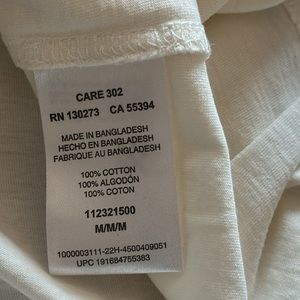 CARE 302
RN 130273 CA 55394
MADE IN BANGLADESH
HECHO EN BANGLADESH
FABRIQUE AU BANGLADESH
100% COTTON
100% ALGODÓN
100% COTON
112321500
M/M/M
1000003111-22H-4500409051
UPC 191684755383